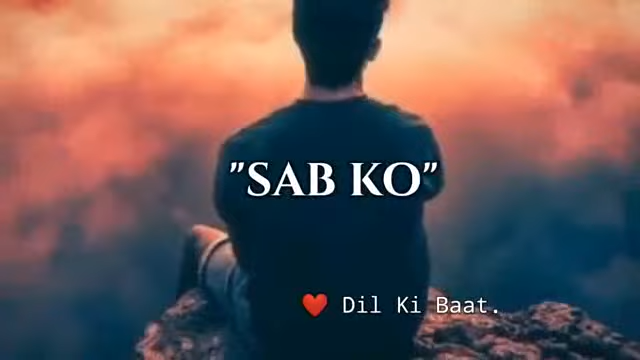 "SAB KO"
❤️ Dil Ki Baat.